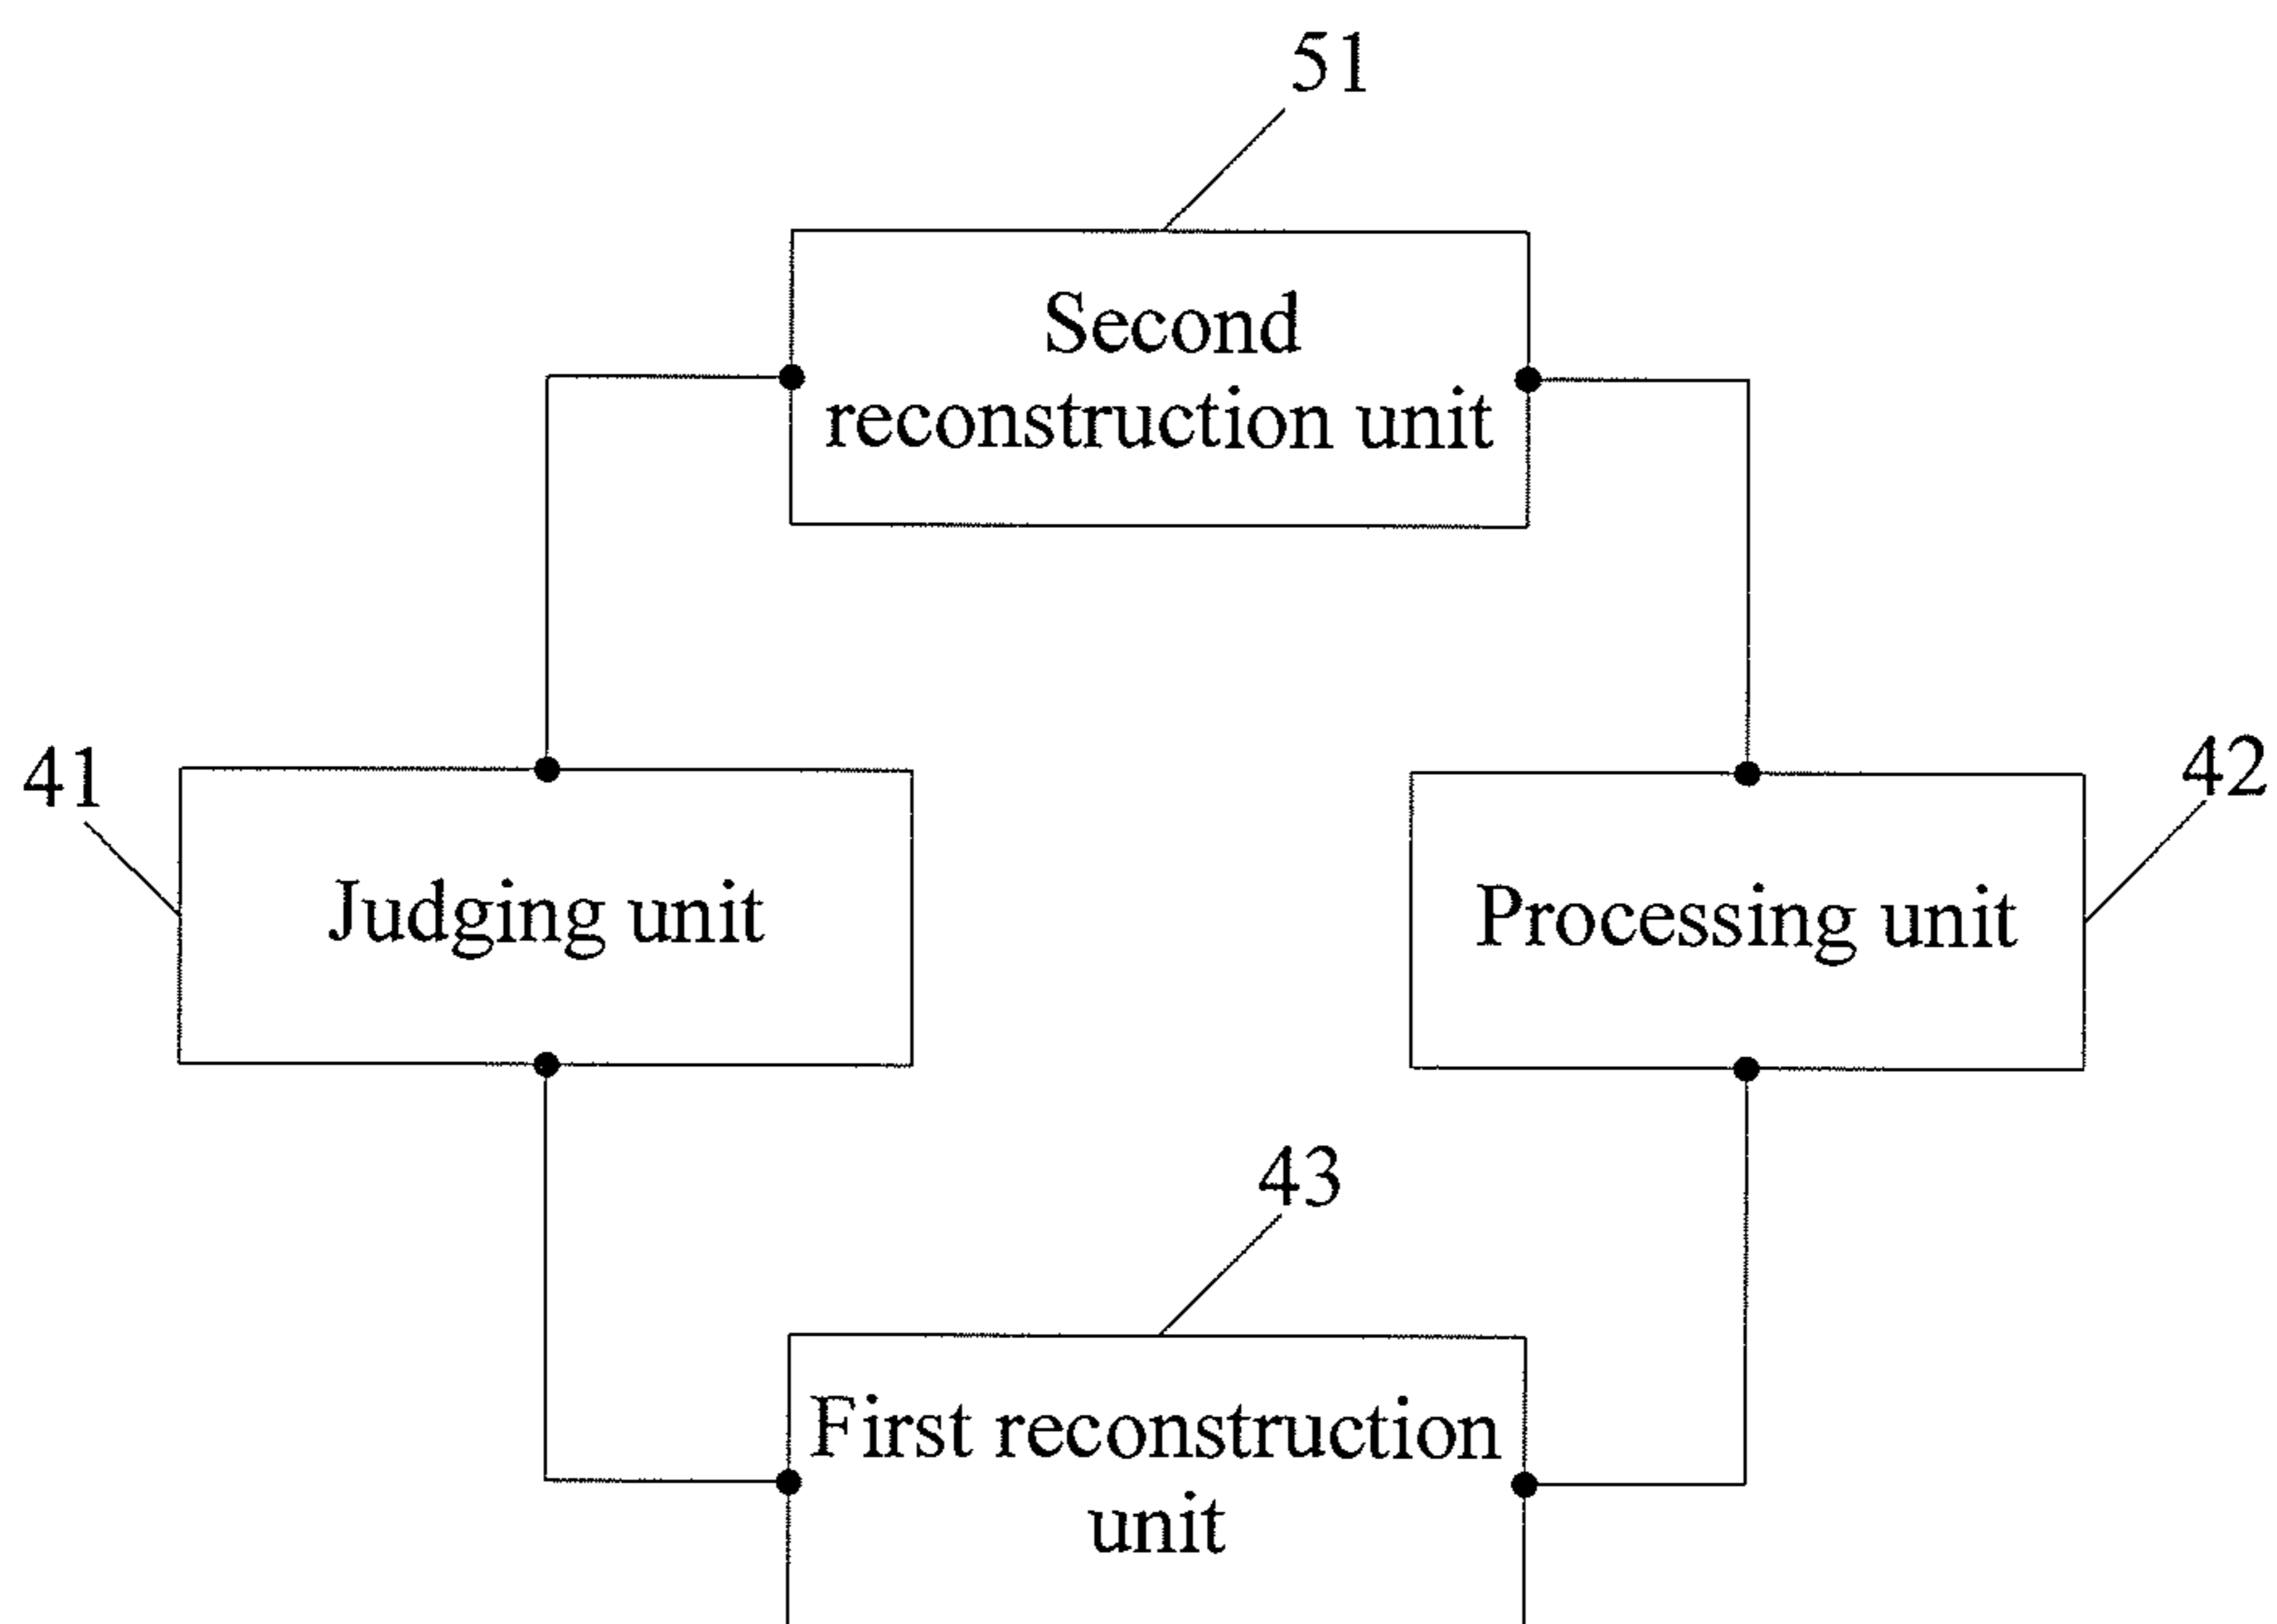 51
Second
reconstruction unit
41
42
Judging unit
Processing unit
43
First reconstruction
unit